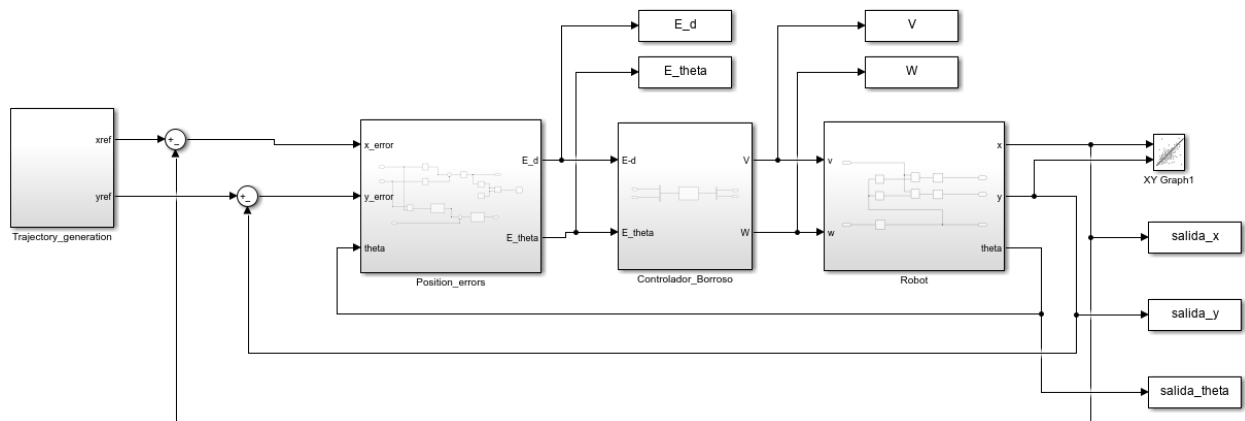 E_d
V
E_theta
W
xref
yref
Trajectory_generation
+
-
+
-
x_error
y_error
theta
E_d
E_theta
Position_errors
E-d
E_theta
V
W
Controlador_Borroso
v
w
x
y
theta
Robot
XY Graph1
salida_x
salida_y
salida_theta